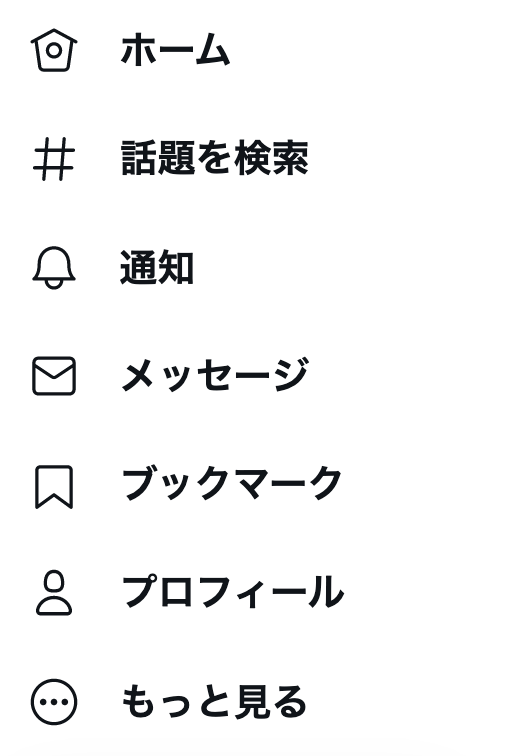 ホーム
話題を検索
通知
メッセージ
ブックマーク
プロフィール
もっと見る